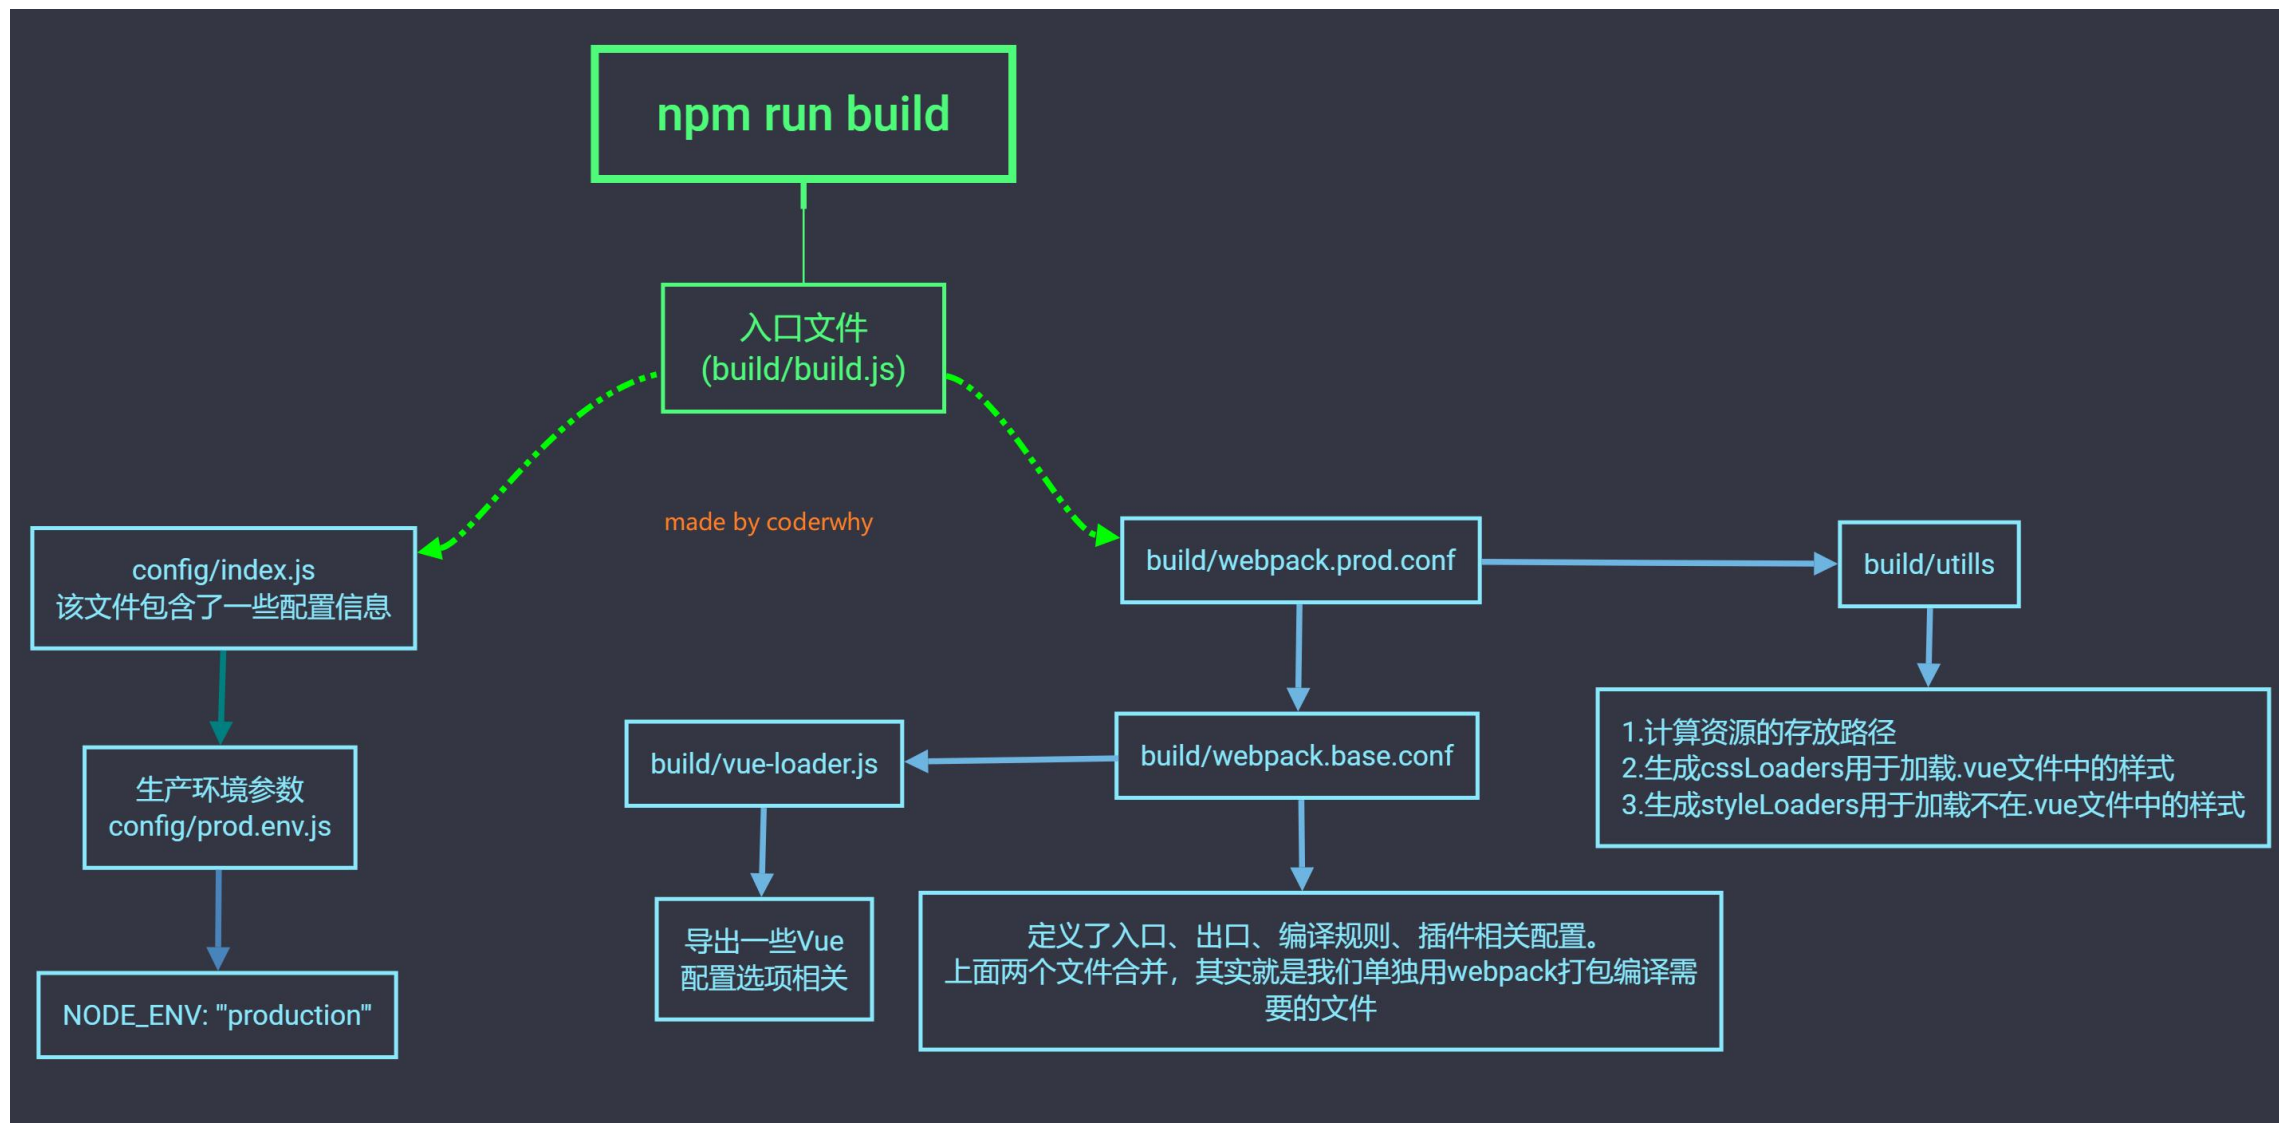 npm run build
入口文件
(build/build.js)
made by coderwhy
config/index.js
该文件包含了一些配置信息
build/webpack.prod.conf
build/utills
生产环境参数
config/prod.env.js
build/vue-loader.js
build/webpack.base.conf
1.计算资源的存放路径
2.生成cssLoaders用于加载.vue文件中的样式
3.生成styleLoaders用于加载不在.vue文件中的样式
NODE_ENV: '"production"'
导出一些Vue
配置选项相关
定义了入口、出口、编译规则、插件相关配置。
上面两个文件合并，其实就是我们单独用webpack打包编译需
要的文件